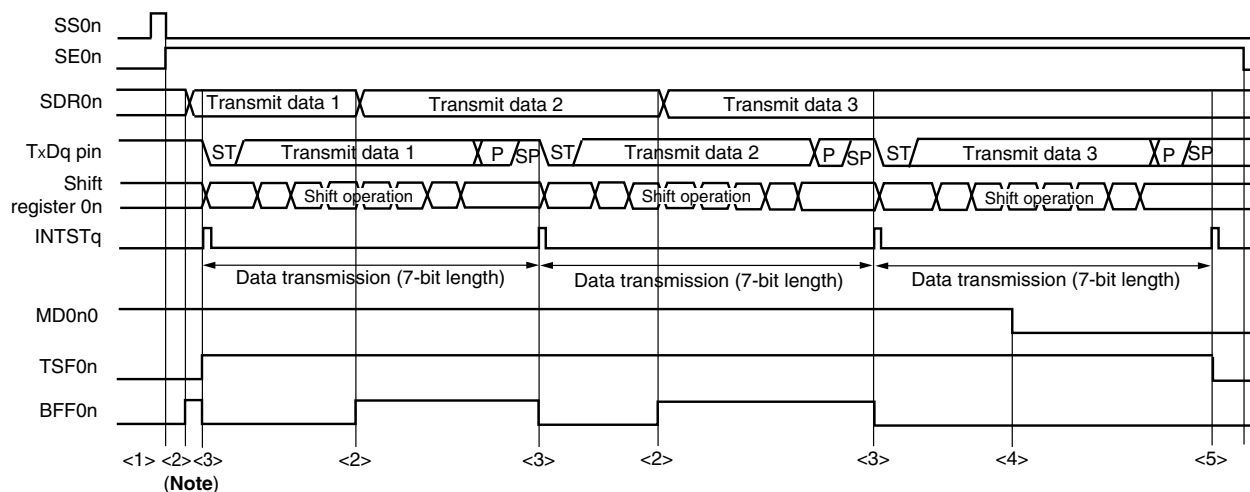 SS0n
SE0n
SDR0n Transmit data 1 Transmit data 2 Transmit data 3
TxDq pin ST Transmit data 1 P SP ST Transmit data 2 P SP ST Transmit data 3 P SP
Shift
register 0n Shift operation Shift operation Shift operation
INTSTq
Data transmission (7-bit length) Data transmission (7-bit length) Data transmission (7-bit length)
MD0n0
TSF0n
BFF0n
<1> <2> <3> <2> <3> <2> <3> <4> <5>
(Note)